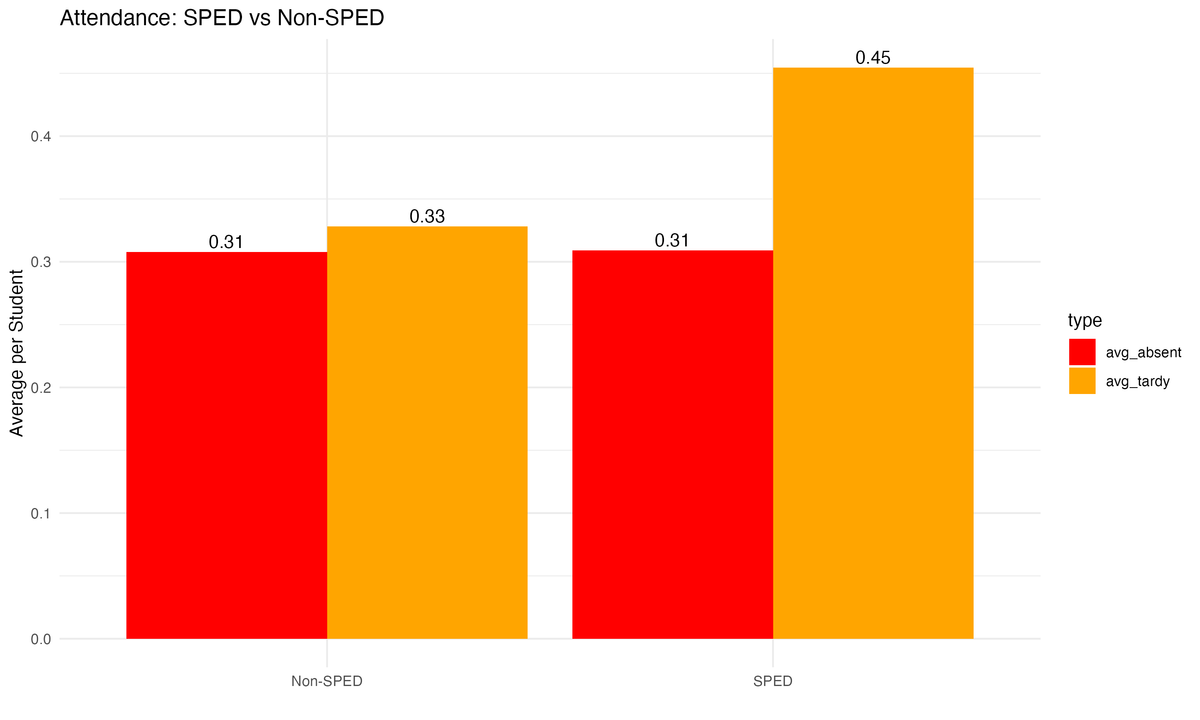 Attendance: SPED vs Non-SPED
Average per Student
0.4
0.3
0.2
0.1
0.0
0.31
0.33
0.31
0.45
Non-SPED
SPED
type
avg_absent
avg_tardy